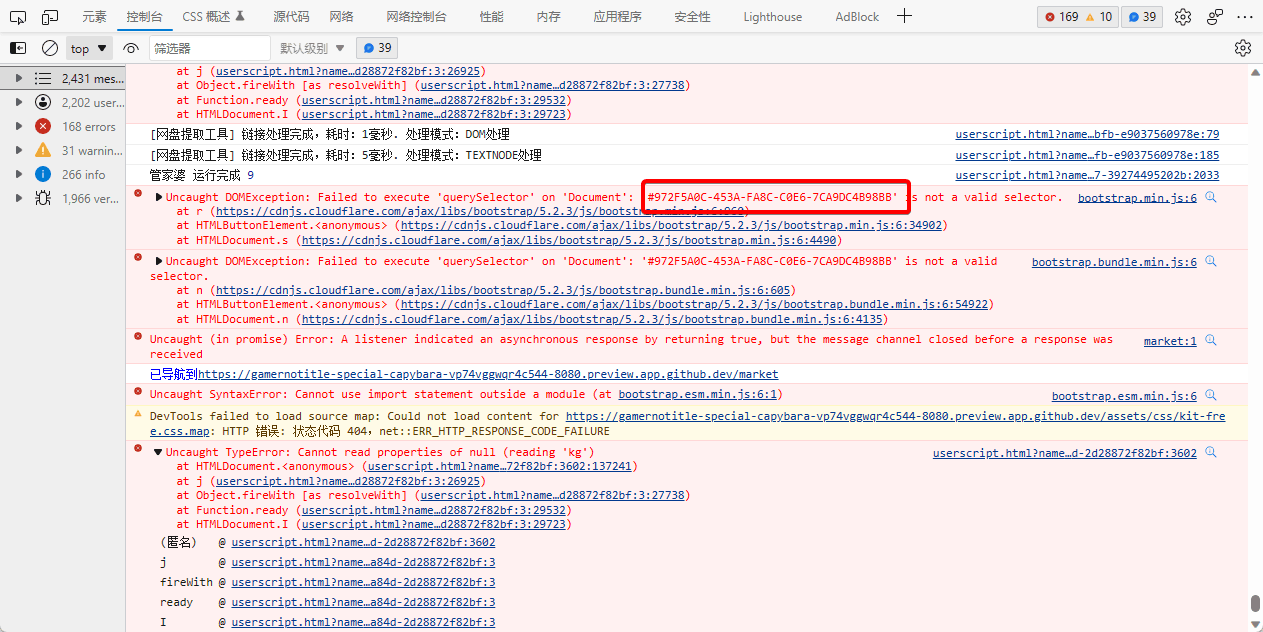 元素 控制台 CSS 概述 源代码 网络 网络控制台 性能 内存 应用程序 安全性 Lighthouse AdBlock 169 10 39
top 筛选器 默认级别 39
2,431 mes...
2,202 user...
168 errors
31 warnin...
266 info
1,966 ver...
at j (userscript.html?name…d28872f82bf:3:26925)
at Object.fireWith [as resolveWith] (userscript.html?name…d28872f82bf:3:27738)
at Function.ready (userscript.html?name…d28872f82bf:3:29532)
at HTMLDocument.I (userscript.html?name…d28872f82bf:3:29723)
[网盘提取工具] 链接处理完成，耗时：1毫秒. 处理模式：DOM处理 userscript.html?name…bfb-e9037560978e:79
[网盘提取工具] 链接处理完成，耗时：5毫秒. 处理模式：TEXTNODE处理 userscript.html?name…fb-e9037560978e:185
管家婆 运行完成 9 userscript.html?name…7-39274495202b:2033
Uncaught DOMException: Failed to execute 'querySelector' on 'Document': '#972F5A0C-453A-FA8C-C0E6-7CA9DC4B98BB' is not a valid selector. bootstrap.min.js:6
at r (https://cdnjs.cloudflare.com/ajax/libs/bootstrap/5.2.3/js/bootstrap.min.js:6:960)
at HTMLButtonElement.<anonymous> (https://cdnjs.cloudflare.com/ajax/libs/bootstrap/5.2.3/js/bootstrap.min.js:6:34902)
at HTMLDocument.s (https://cdnjs.cloudflare.com/ajax/libs/bootstrap/5.2.3/js/bootstrap.min.js:6:4490)
Uncaught DOMException: Failed to execute 'querySelector' on 'Document': '#972F5A0C-453A-FA8C-C0E6-7CA9DC4B98BB' is not a valid bootstrap.bundle.min.js:6
selector.
at n (https://cdnjs.cloudflare.com/ajax/libs/bootstrap/5.2.3/js/bootstrap.bundle.min.js:6:605)
at HTMLButtonElement.<anonymous> (https://cdnjs.cloudflare.com/ajax/libs/bootstrap/5.2.3/js/bootstrap.bundle.min.js:6:54922)
at HTMLDocument.n (https://cdnjs.cloudflare.com/ajax/libs/bootstrap/5.2.3/js/bootstrap.bundle.min.js:6:4135)
Uncaught (in promise) Error: A listener indicated an asynchronous response by returning true, but the message channel closed before a response was market:1
received
已导航到https://gamernotitle-special-capybara-vp74vggwqr4c544-8080.preview.app.github.dev/market
Uncaught SyntaxError: Cannot use import statement outside a module (at bootstrap.esm.min.js:6:1) bootstrap.esm.min.js:6
DevTools failed to load source map: Could not load content for https://gamernotitle-special-capybara-vp74vggwqr4c544-8080.preview.app.github.dev/assets/css/kit-fre
e.css.map: HTTP 错误: 状态代码 404，net::ERR_HTTP_RESPONSE_CODE_FAILURE
Uncaught TypeError: Cannot read properties of null (reading 'kg') userscript.html?name…d-2d28872f82bf:3602
at HTMLDocument.<anonymous> (userscript.html?name…72f82bf:3602:137241)
at j (userscript.html?name…d28872f82bf:3:26925)
at Object.fireWith [as resolveWith] (userscript.html?name…d28872f82bf:3:27738)
at Function.ready (userscript.html?name…d28872f82bf:3:29532)
at HTMLDocument.I (userscript.html?name…d28872f82bf:3:29723)
(匿名) @ userscript.html?name…d-2d28872f82bf:3602
j @ userscript.html?name…a84d-2d28872f82bf:3
fireWith @ userscript.html?name…a84d-2d28872f82bf:3
ready @ userscript.html?name…a84d-2d28872f82bf:3
I @ userscript.html?name…a84d-2d28872f82bf:3